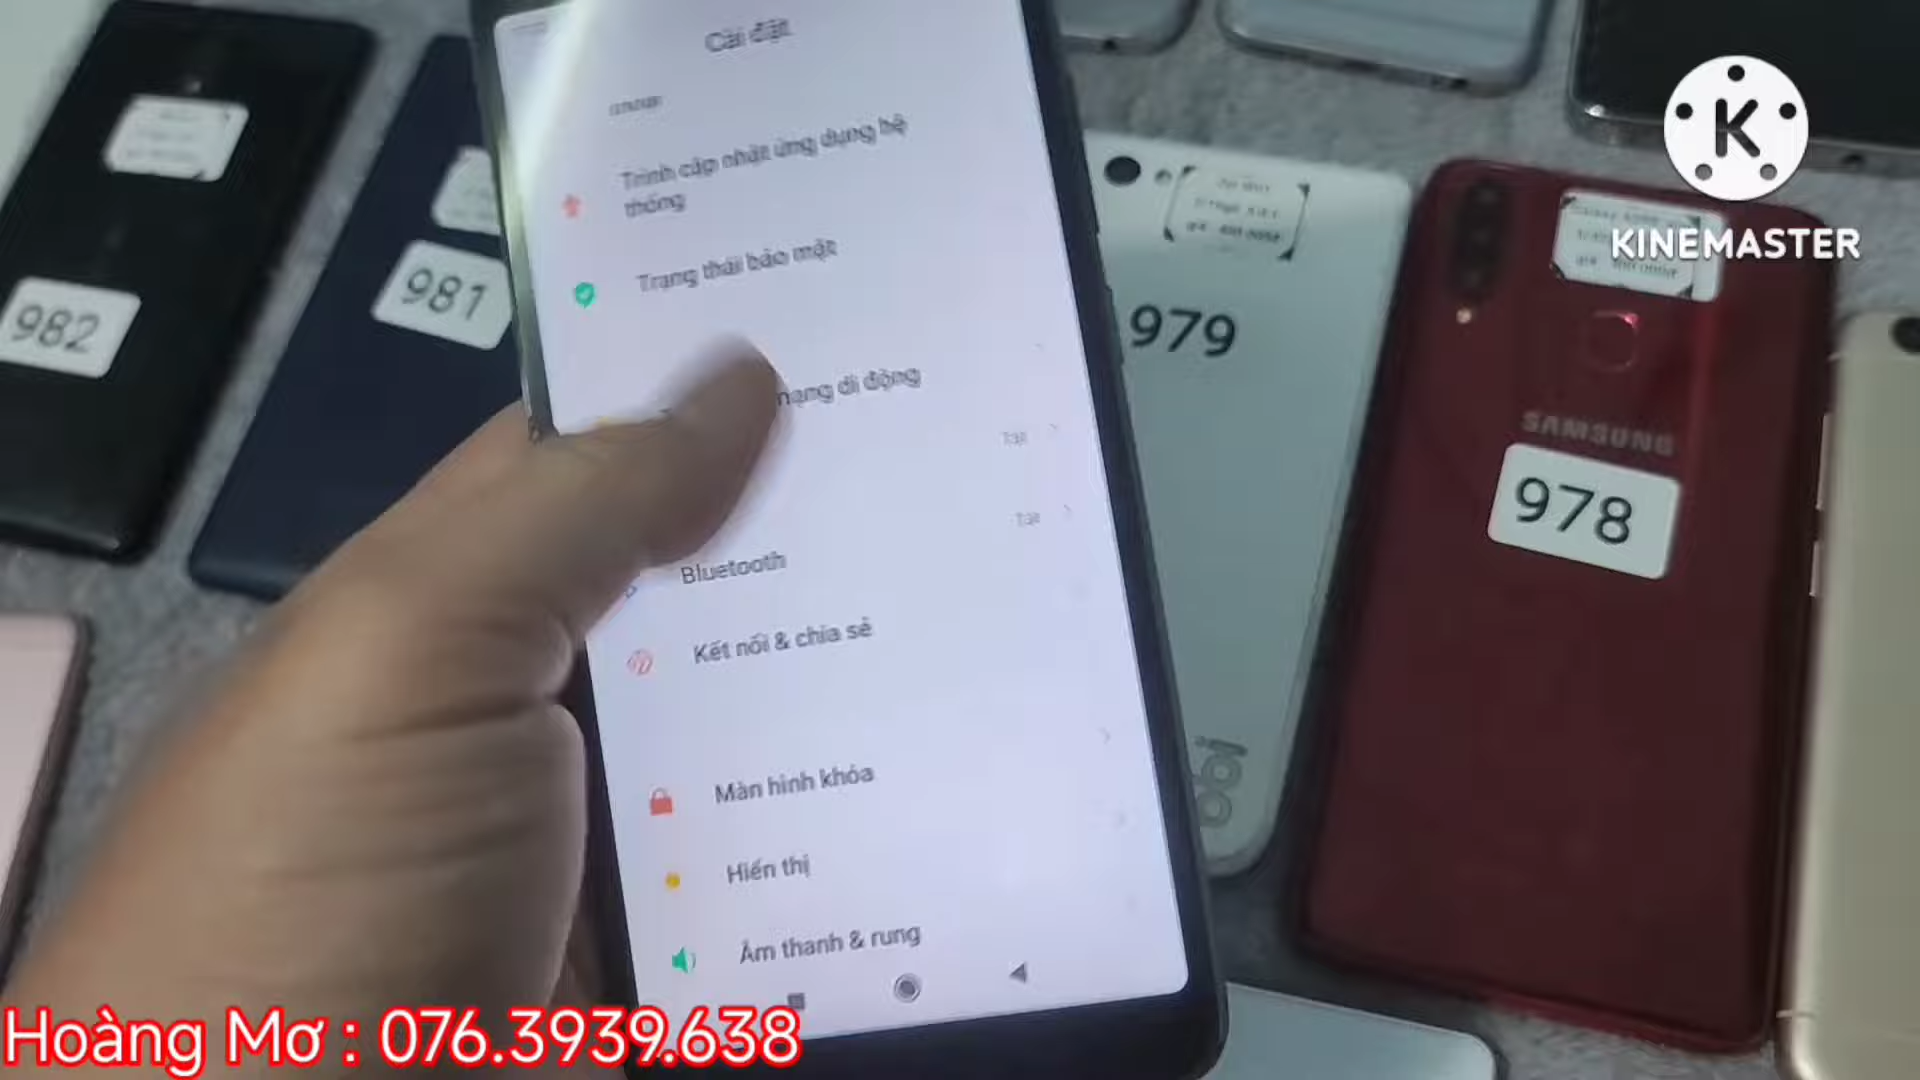 Cài đặt
Trình cập nhật ứng dụng hệ
thống
Trạng thái bảo mật
mạng di động
Tắt
Tắt
Bluetooth
Kết nối & chia sẻ
Màn hình khóa
Hiển thị
Âm thanh & rung
982
981
979
SAMSUNG
978
KINEMASTER
Hoàng Mơ : 076.3939.638